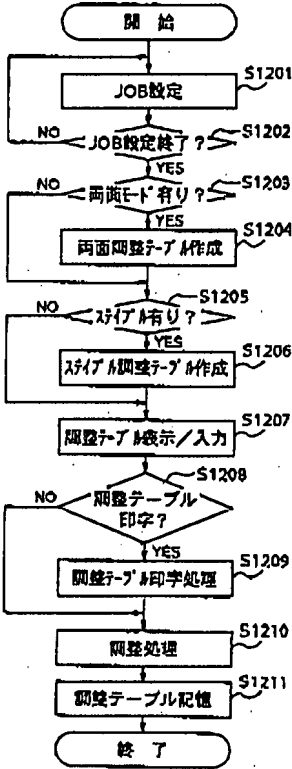 開始
S1201
JOB設定
S1202
NO
JOB設定終了?
YES
S1203
NO
両面モード有り?
YES
S1204
両面調整テーブル作成
S1205
NO
ステイプル有り?
YES
S1206
ステイプル調整テーブル作成
S1207
調整テーブル表示/入力
S1208
NO
調整テーブル
印字?
YES
S1209
調整テーブル印字処理
S1210
調整処理
S1211
調整テーブル記憶
終了